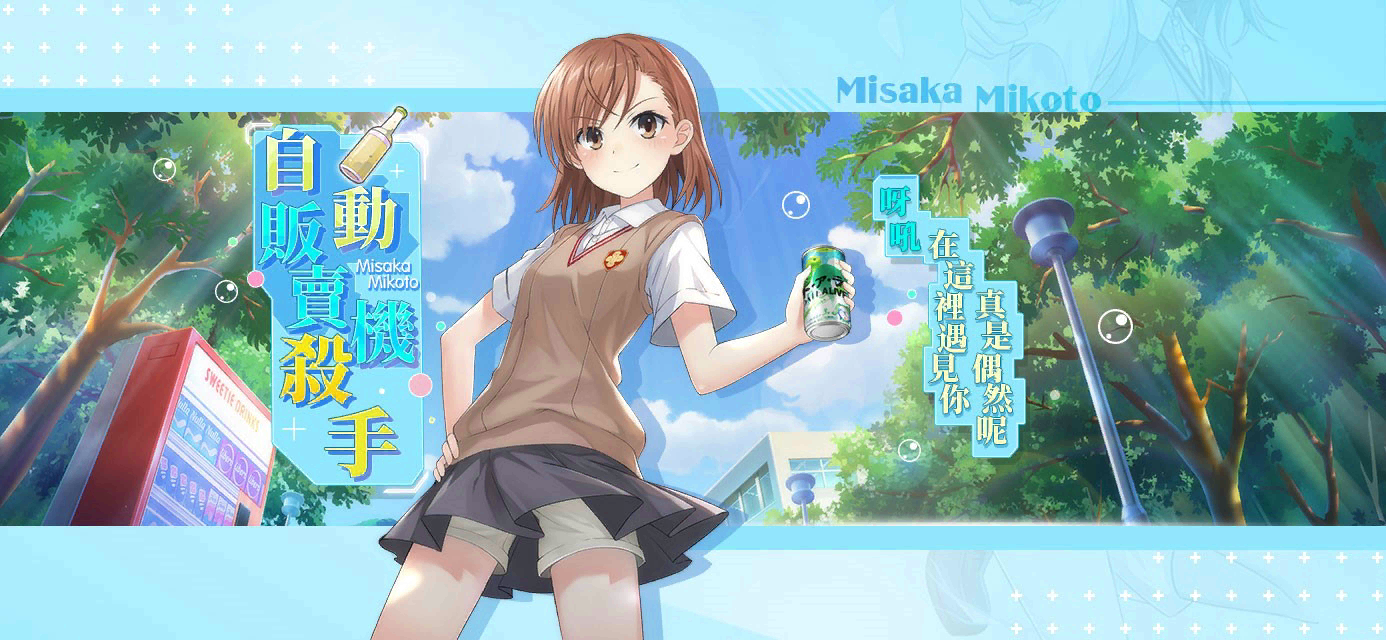 Misaka Mikoto
自動販賣機殺手
Misaka
Mikoto
呀吼
在這裡遇見你
真是偶然呢
SWEETIE DRINKS